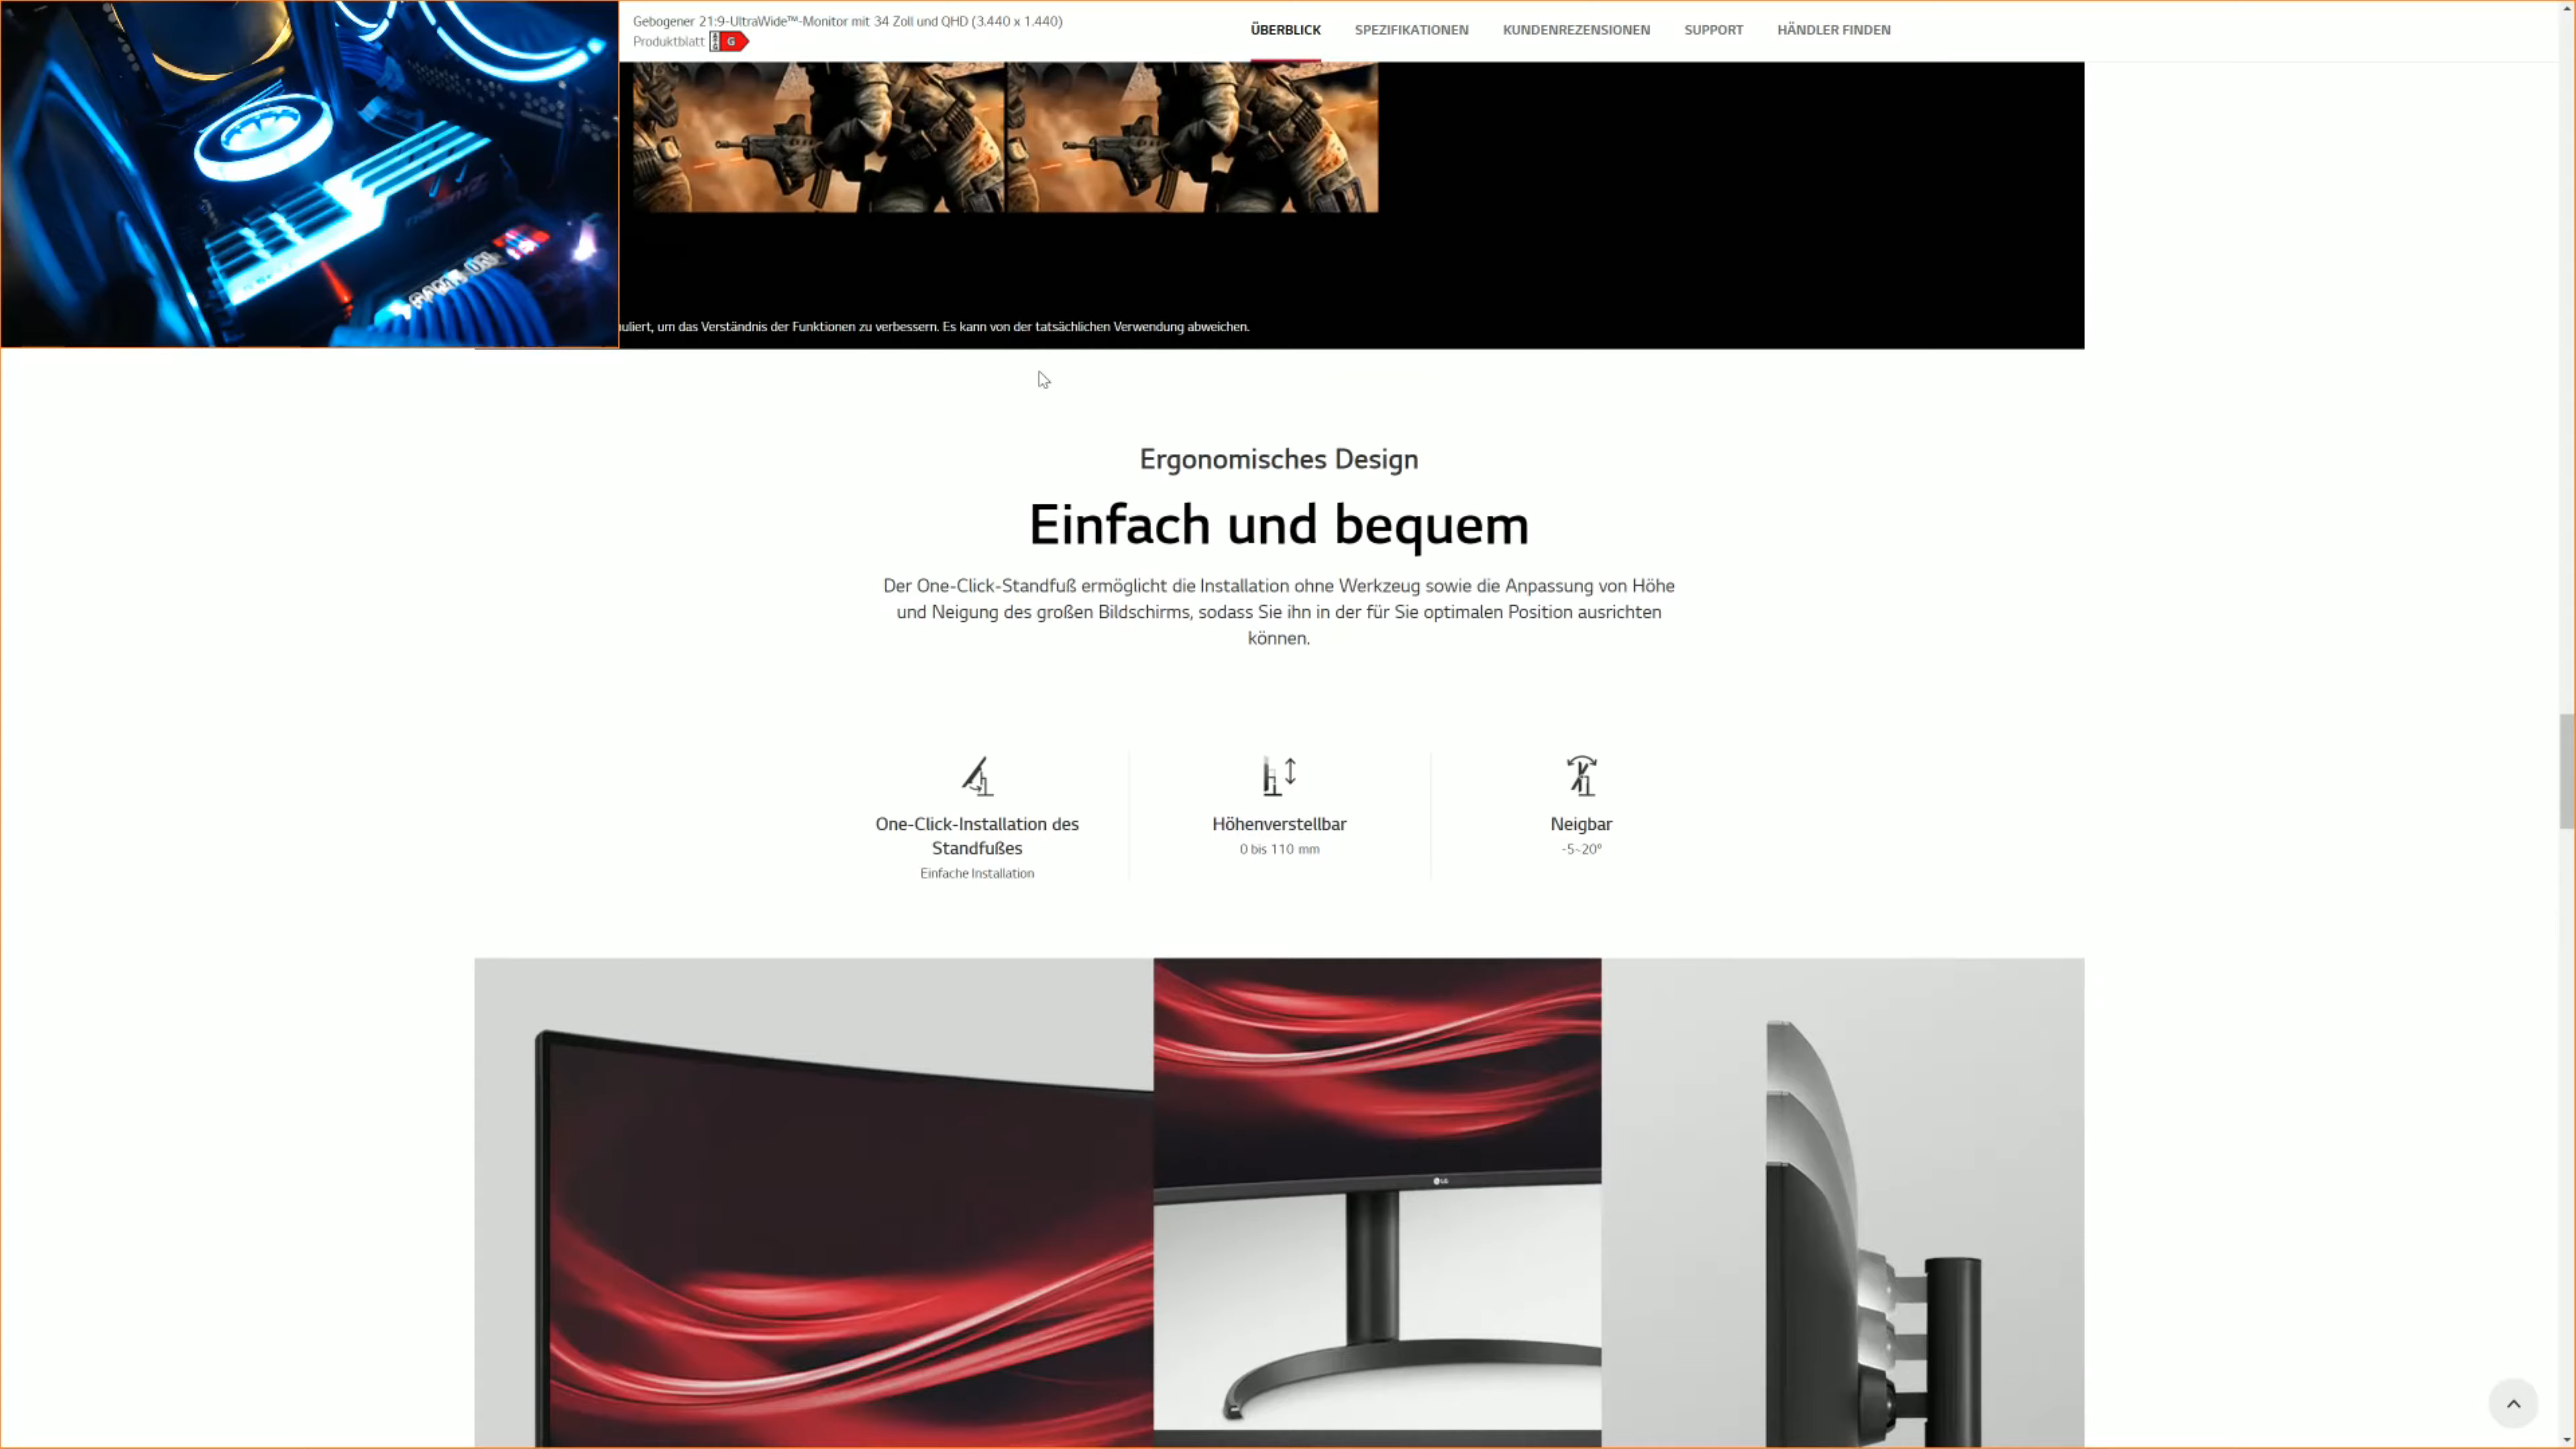 Gebogener 21:9-UltraWide™-Monitor mit 34 Zoll und QHD (3.440 x 1.440)
Produktblatt G
ÜBERBLICK SPEZIFIKATIONEN KUNDENREZENSIONEN SUPPORT HÄNDLER FINDEN
um das Verständnis der Funktionen zu verbessern. Es kann von der tatsächlichen Verwendung abweichen.
Ergonomisches Design
Einfach und bequem
Der One-Click-Standfuß ermöglicht die Installation ohne Werkzeug sowie die Anpassung von Höhe
und Neigung des großen Bildschirms, sodass Sie ihn in der für Sie optimalen Position ausrichten
können.
One-Click-Installation des
Standfußes
Einfache Installation
Höhenverstellbar
0 bis 110 mm
Neigbar
-5~20º
LG